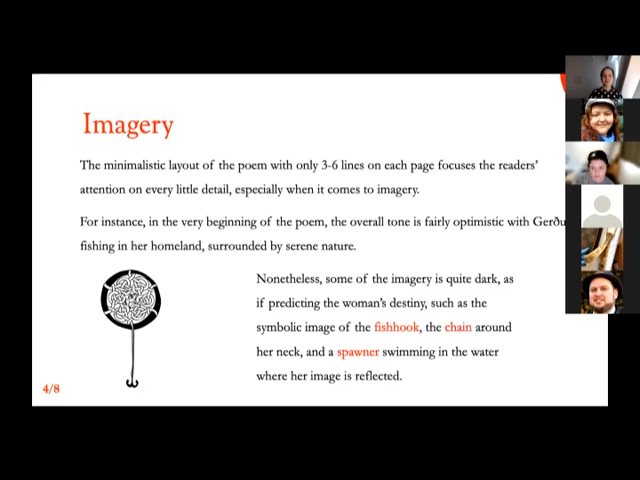 Imagery
The minimalistic layout of the poem with only 3-6 lines on each page focuses the readers'
attention on every little detail, especially when it comes to imagery.
For instance, in the very beginning of the poem, the overall tone is fairly optimistic with Gerðu
fishing in her homeland, surrounded by serene nature.
Nonetheless, some of the imagery is quite dark, as
if predicting the woman's destiny, such as the
symbolic image of the fishhook, the chain around
her neck, and a spawner swimming in the water
where her image is reflected.
4/8